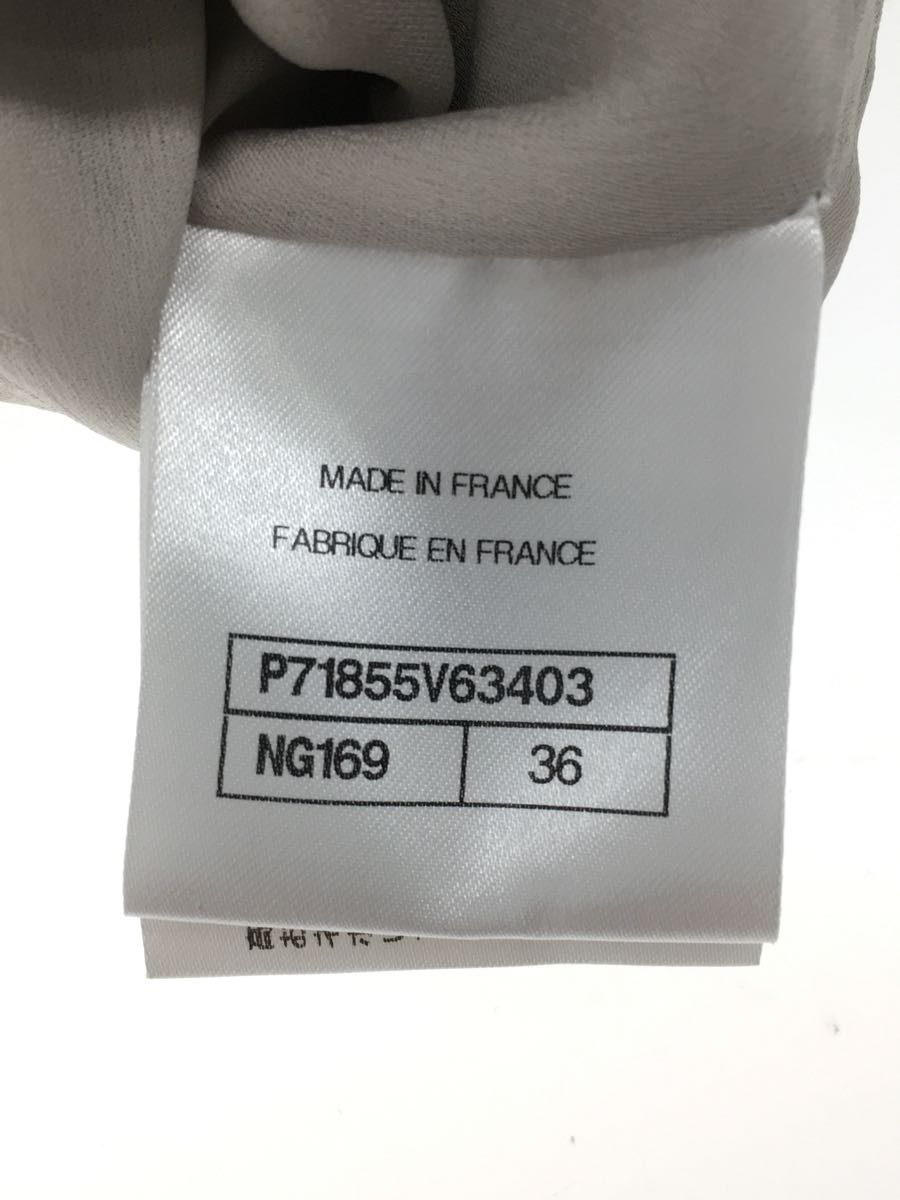 MADE IN FRANCE
FABRIQUE EN FRANCE
P71855V63403
NG169
36